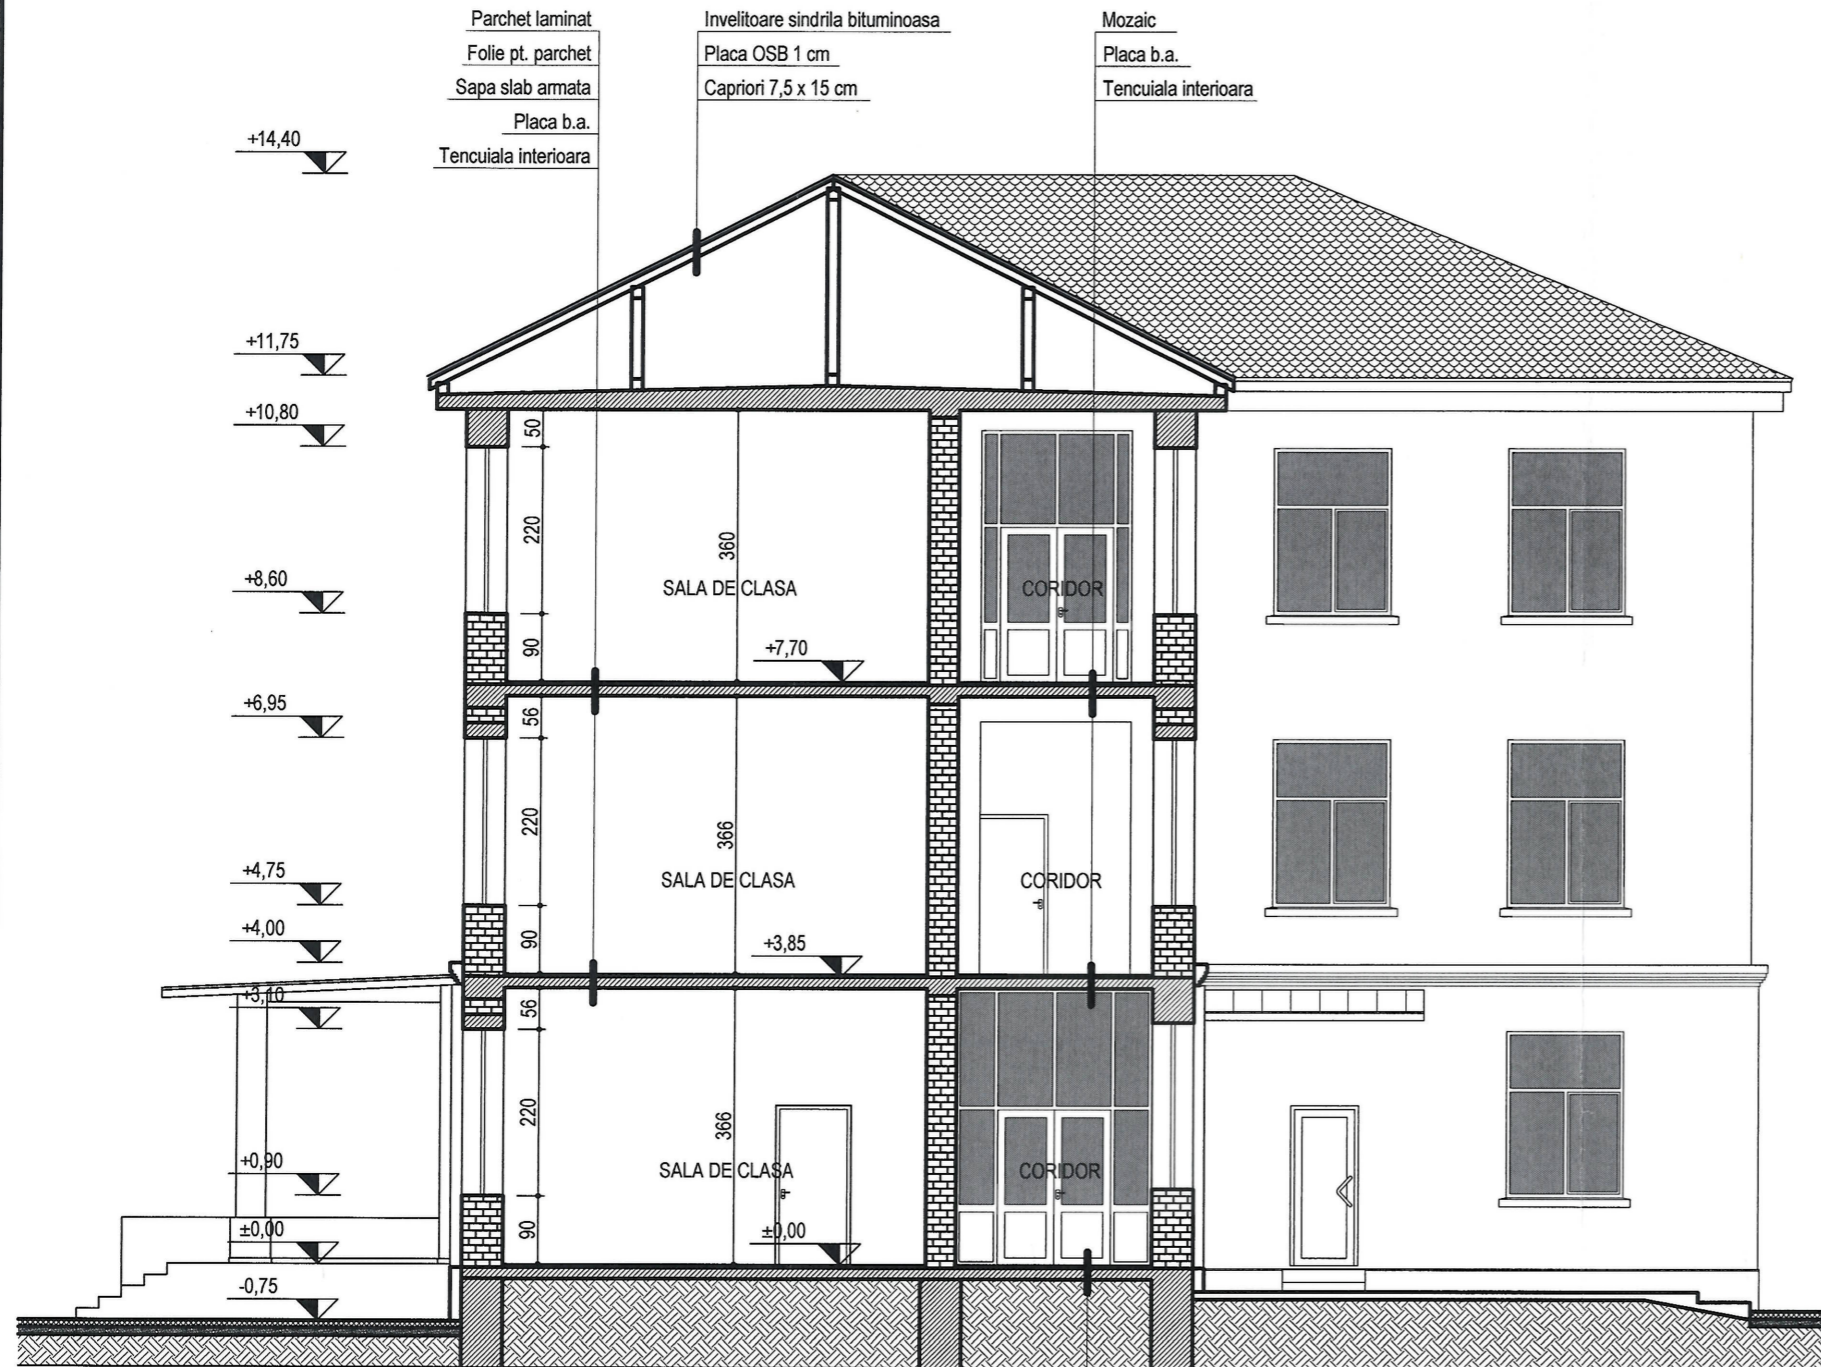 Parchet laminat
Folie pt. parchet
Sapa slab armata
Placa b.a.
Tencuiala interioara
Invelitoare sindrila bituminoasa
Placa OSB 1 cm
Capriori 7,5 x 15 cm
Mozaic
Placa b.a.
Tencuiala interioara
+14,40
+11,75
+10,80
+8,60
+6,95
+4,75
+4,00
+3,10
+0,90
±0,00
-0,75
50
220
90
360
SALA DE CLASA
CORIDOR
+7,70
56
220
90
366
SALA DE CLASA
CORIDOR
+3,85
56
220
90
366
SALA DE CLASA
CORIDOR
±0,00